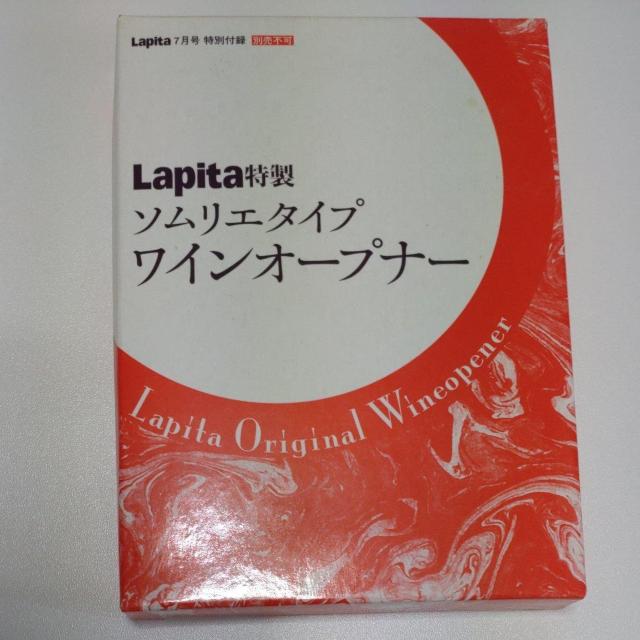 Lapita 7月号 特別付録 別売不可
Lapita特製
ソムリエタイプ
ワインオープナー
Lapita Original Wineopener